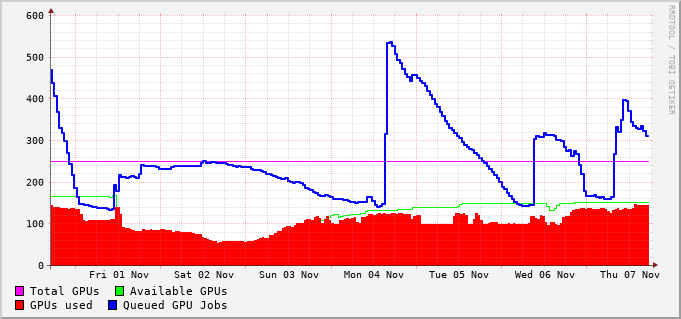 600
500
400
300
200
100
0
Fri 01 Nov Sat 02 Nov Sun 03 Nov Mon 04 Nov Tue 05 Nov Wed 06 Nov Thu 07 Nov
Total GPUs Available GPUs
GPUs used Queued GPU Jobs
RRDTOOL / TOBI OETIKER